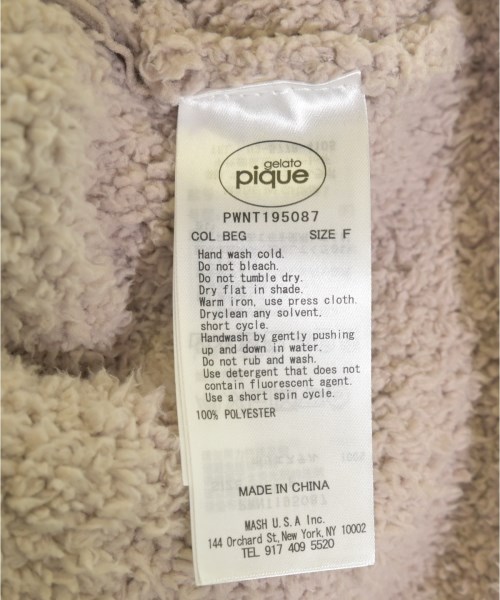 gelato
pique
PWNT195087
COL BEG SIZE F
Hand wash cold.
Do not bleach.
Do not tumble dry.
Dry flat in shade.
Warm iron, use press cloth.
Dryclean any solvent,
short cycle.
Handwash by gently pushing
up and down in water.
Do not rub and wash.
Use detergent that does not
contain fluorescent agent.
Use a short spin cycle.
100% POLYESTER
MADE IN CHINA
MASH U.S.A Inc.
144 Orchard St, New York, NY 10002
TEL 917 409 5520